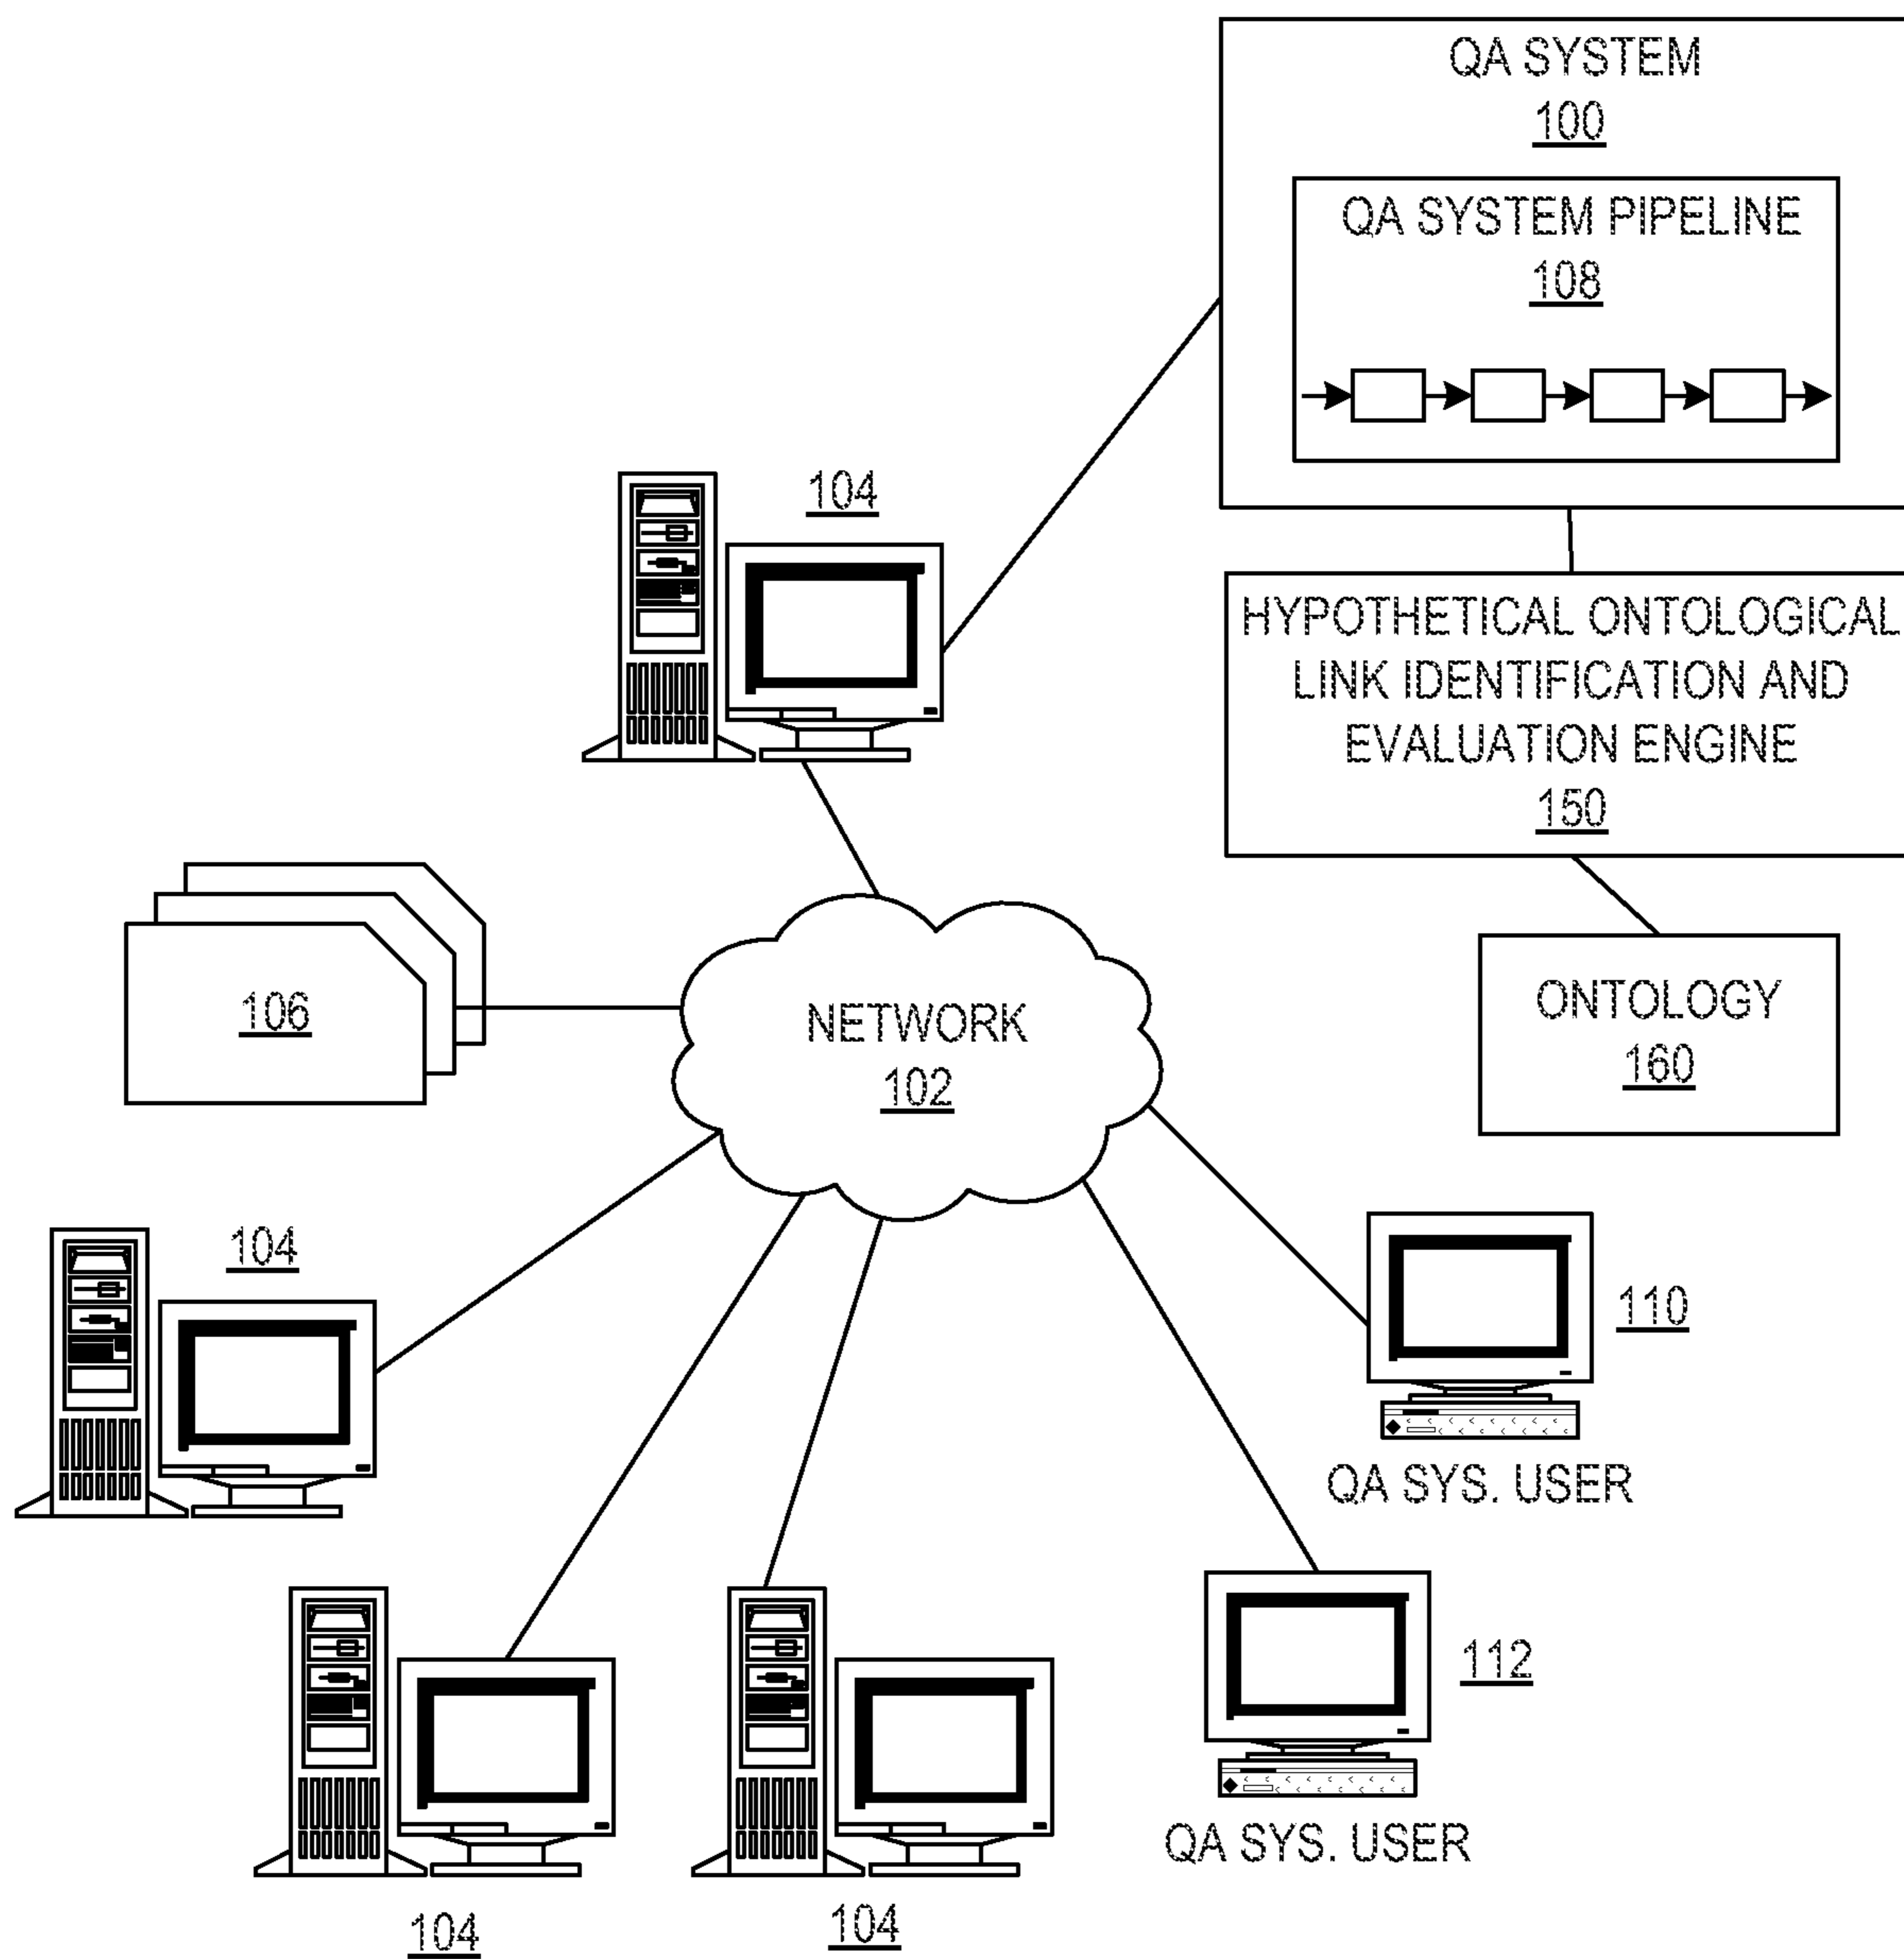 QA SYSTEM
100
QA SYSTEM PIPELINE
108
104
HYPOTHETICAL ONTOLOGICAL
LINK IDENTIFICATION AND
EVALUATION ENGINE
150
106
NETWORK
102
ONTOLOGY
160
104
110
QA SYS. USER
112
QA SYS. USER
104
104